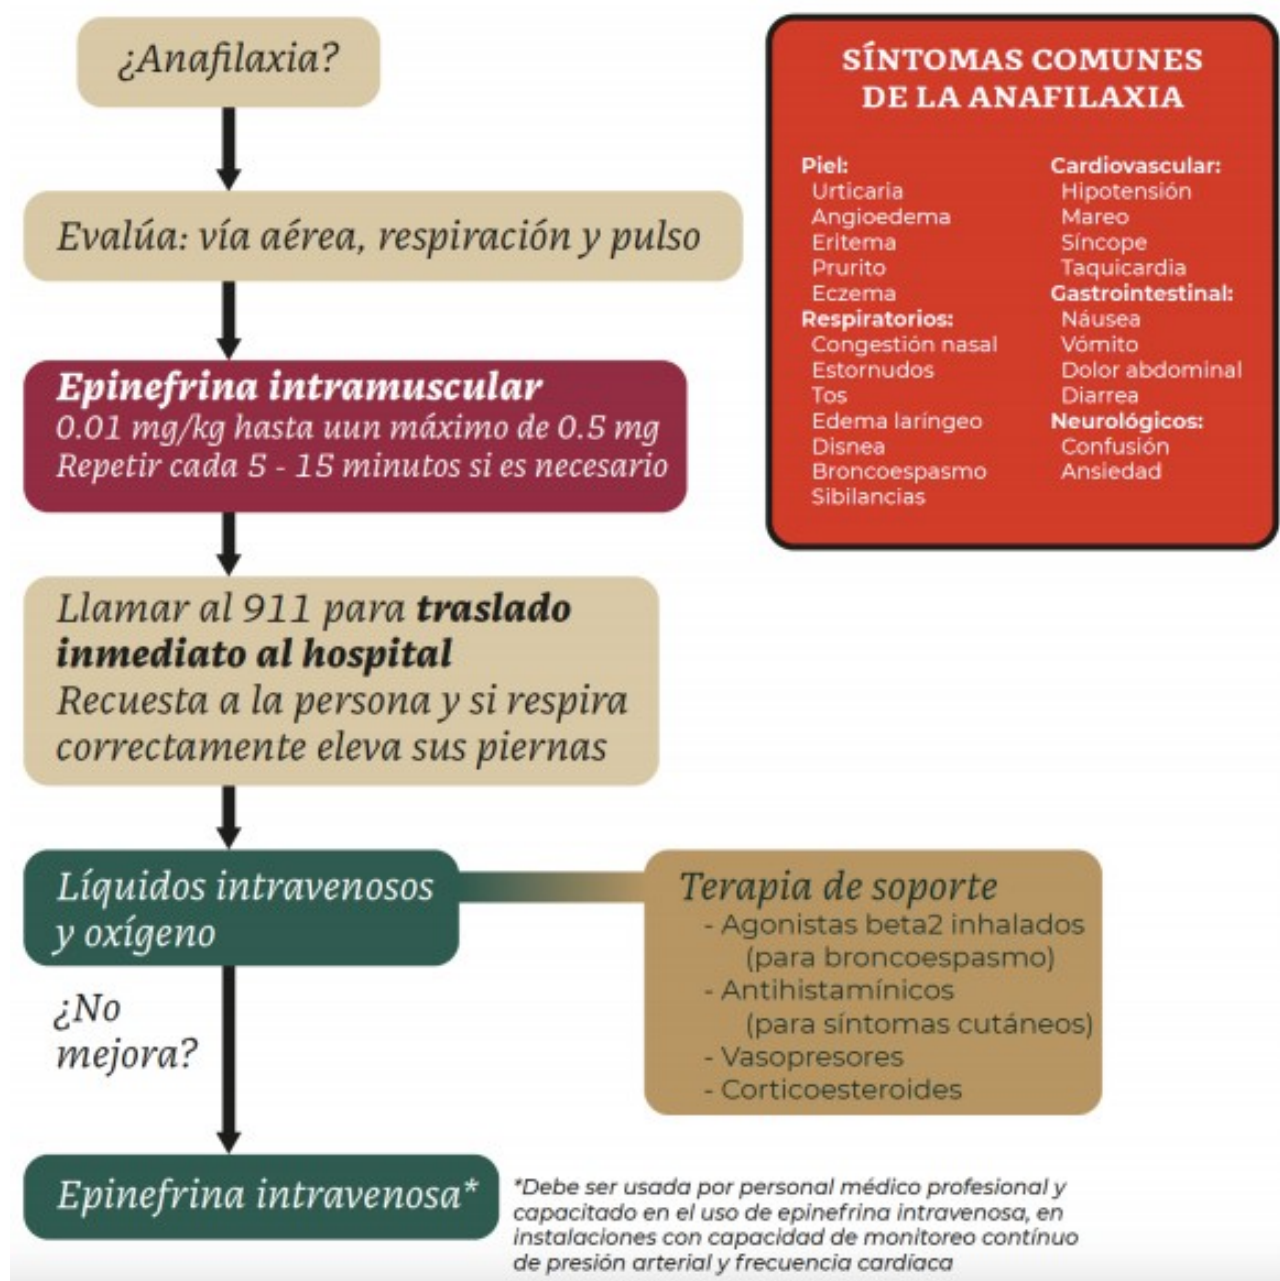 ¿Anafilaxia?
Evalúa: vía aérea, respiración y pulso
Epinefrina intramuscular
0.01 mg/kg hasta uun máximo de 0.5 mg
Repetir cada 5 - 15 minutos si es necesario
Llamar al 911 para traslado
inmediato al hospital
Recuesta a la persona y si respira
correctamente eleva sus piernas
Líquidos intravenosos
y oxígeno
Terapia de soporte
- Agonistas beta2 inhalados
(para broncoespasmo)
- Antihistamínicos
(para síntomas cutáneos)
- Vasopresores
- Corticoesteroides
¿No
mejora?
Epinefrina intravenosa*
*Debe ser usada por personal médico profesional y
capacitado en el uso de epinefrina intravenosa, en
instalaciones con capacidad de monitoreo contínuo
de presión arterial y frecuencia cardíaca
SÍNTOMAS COMUNES
DE LA ANAFILAXIA
Piel:
Urticaria
Angioedema
Eritema
Prurito
Eczema
Respiratorios:
Congestión nasal
Estornudos
Tos
Edema laríngeo
Disnea
Broncoespasmo
Sibilancias
Cardiovascular:
Hipotensión
Mareo
Síncope
Taquicardia
Gastrointestinal:
Náusea
Vómito
Dolor abdominal
Diarrea
Neurológicos:
Confusión
Ansiedad